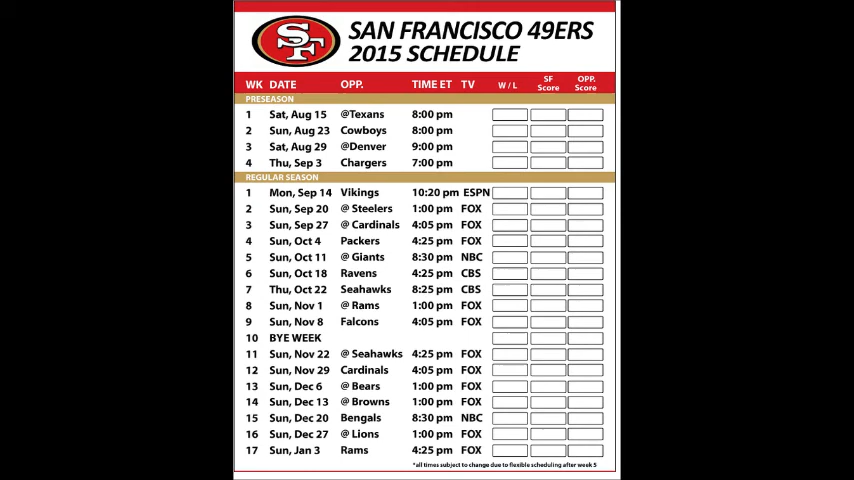 SF
SAN FRANCISCO 49ERS
2015 SCHEDULE
WK DATE OPP. TIME ET TV W / L SF Score OPP. Score
PRESEASON
1 Sat, Aug 15 @Texans 8:00 pm
2 Sun, Aug 23 Cowboys 8:00 pm
3 Sat, Aug 29 @Denver 9:00 pm
4 Thu, Sep 3 Chargers 7:00 pm
REGULAR SEASON
1 Mon, Sep 14 Vikings 10:20 pm ESPN
2 Sun, Sep 20 @ Steelers 1:00 pm FOX
3 Sun, Sep 27 @ Cardinals 4:05 pm FOX
4 Sun, Oct 4 Packers 4:25 pm FOX
5 Sun, Oct 11 @ Giants 8:30 pm NBC
6 Sun, Oct 18 Ravens 4:25 pm CBS
7 Thu, Oct 22 Seahawks 8:25 pm CBS
8 Sun, Nov 1 @ Rams 1:00 pm FOX
9 Sun, Nov 8 Falcons 4:05 pm FOX
10 BYE WEEK
11 Sun, Nov 22 @ Seahawks 4:25 pm FOX
12 Sun, Nov 29 Cardinals 4:05 pm FOX
13 Sun, Dec 6 @ Bears 1:00 pm FOX
14 Sun, Dec 13 @ Browns 1:00 pm FOX
15 Sun, Dec 20 Bengals 8:30 pm NBC
16 Sun, Dec 27 @ Lions 1:00 pm FOX
17 Sun, Jan 3 Rams 4:25 pm FOX
*all times subject to change due to flexible scheduling after week 5